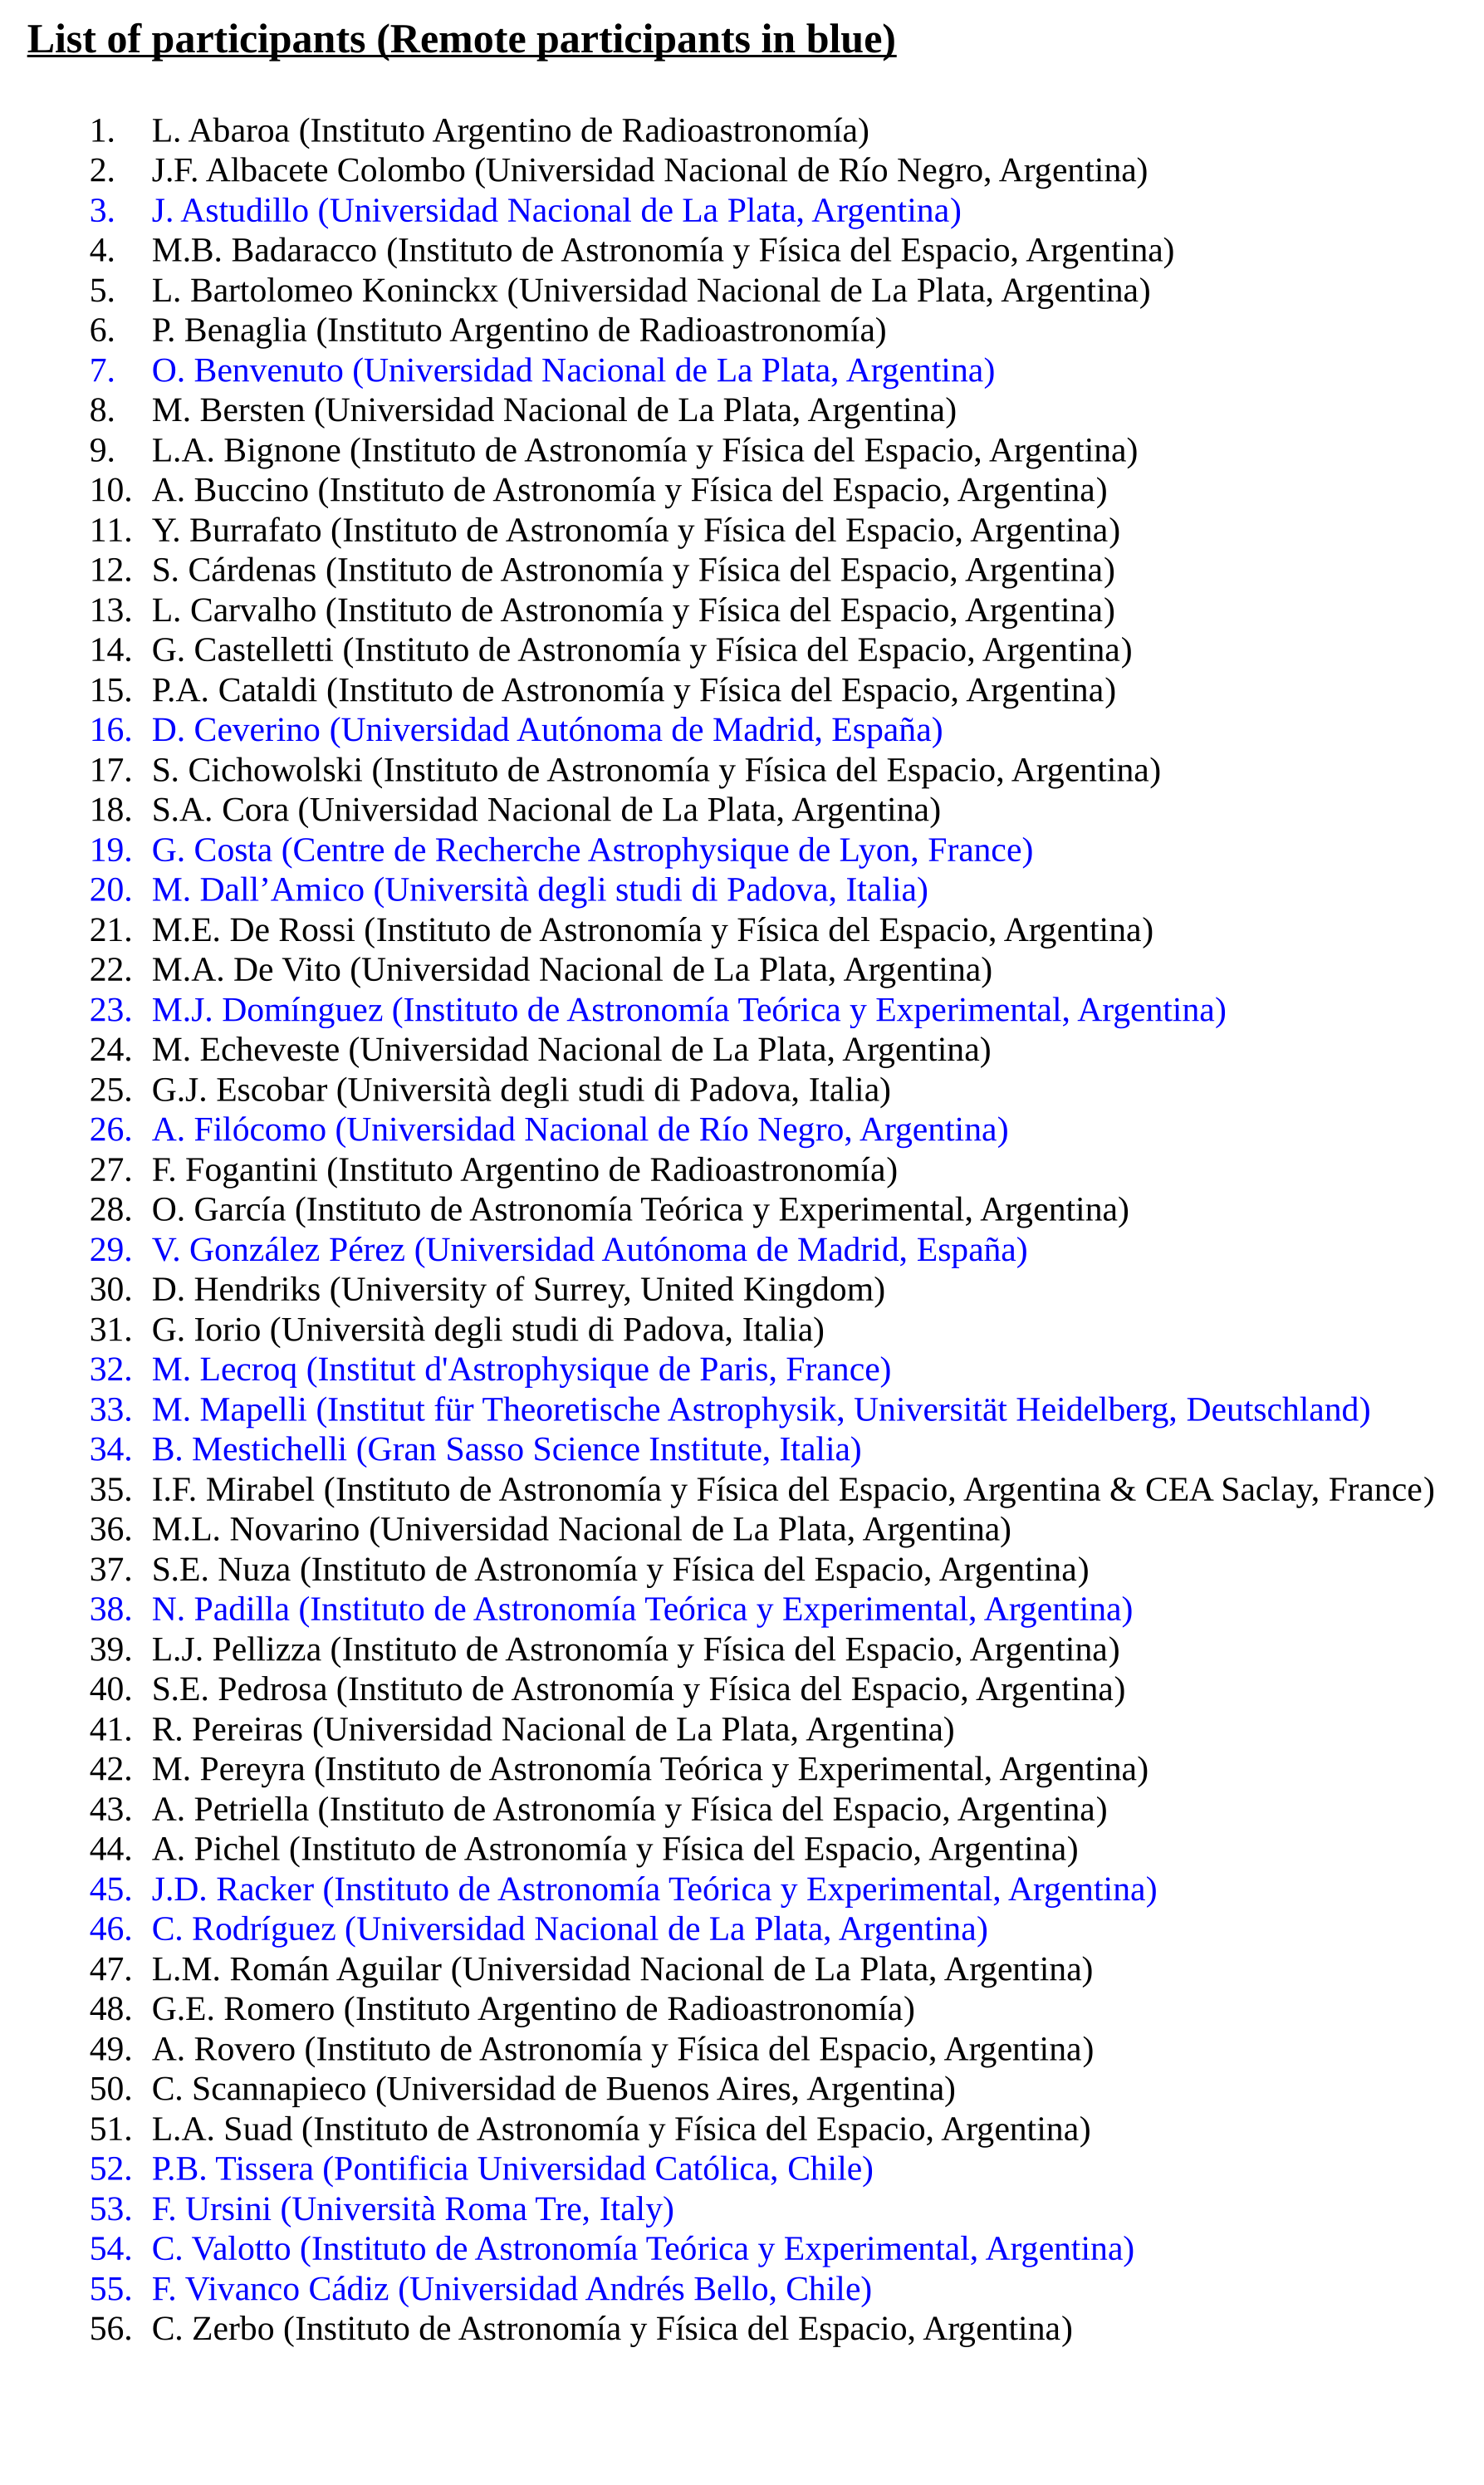 List of participants (Remote participants in blue)
1. L. Abaroa (Instituto Argentino de Radioastronomía)
2. J.F. Albacete Colombo (Universidad Nacional de Río Negro, Argentina)
3. J. Astudillo (Universidad Nacional de La Plata, Argentina)
4. M.B. Badaracco (Instituto de Astronomía y Física del Espacio, Argentina)
5. L. Bartolomeo Koninckx (Universidad Nacional de La Plata, Argentina)
6. P. Benaglia (Instituto Argentino de Radioastronomía)
7. O. Benvenuto (Universidad Nacional de La Plata, Argentina)
8. M. Bersten (Universidad Nacional de La Plata, Argentina)
9. L.A. Bignone (Instituto de Astronomía y Física del Espacio, Argentina)
10. A. Buccino (Instituto de Astronomía y Física del Espacio, Argentina)
11. Y. Burrafato (Instituto de Astronomía y Física del Espacio, Argentina)
12. S. Cárdenas (Instituto de Astronomía y Física del Espacio, Argentina)
13. L. Carvalho (Instituto de Astronomía y Física del Espacio, Argentina)
14. G. Castelletti (Instituto de Astronomía y Física del Espacio, Argentina)
15. P.A. Cataldi (Instituto de Astronomía y Física del Espacio, Argentina)
16. D. Ceverino (Universidad Autónoma de Madrid, España)
17. S. Cichowolski (Instituto de Astronomía y Física del Espacio, Argentina)
18. S.A. Cora (Universidad Nacional de La Plata, Argentina)
19. G. Costa (Centre de Recherche Astrophysique de Lyon, France)
20. M. Dall’Amico (Università degli studi di Padova, Italia)
21. M.E. De Rossi (Instituto de Astronomía y Física del Espacio, Argentina)
22. M.A. De Vito (Universidad Nacional de La Plata, Argentina)
23. M.J. Domínguez (Instituto de Astronomía Teórica y Experimental, Argentina)
24. M. Echeveste (Universidad Nacional de La Plata, Argentina)
25. G.J. Escobar (Università degli studi di Padova, Italia)
26. A. Filócomo (Universidad Nacional de Río Negro, Argentina)
27. F. Fogantini (Instituto Argentino de Radioastronomía)
28. O. García (Instituto de Astronomía Teórica y Experimental, Argentina)
29. V. González Pérez (Universidad Autónoma de Madrid, España)
30. D. Hendriks (University of Surrey, United Kingdom)
31. G. Iorio (Università degli studi di Padova, Italia)
32. M. Lecroq (Institut d'Astrophysique de Paris, France)
33. M. Mapelli (Institut für Theoretische Astrophysik, Universität Heidelberg, Deutschland)
34. B. Mestichelli (Gran Sasso Science Institute, Italia)
35. I.F. Mirabel (Instituto de Astronomía y Física del Espacio, Argentina & CEA Saclay, France)
36. M.L. Novarino (Universidad Nacional de La Plata, Argentina)
37. S.E. Nuza (Instituto de Astronomía y Física del Espacio, Argentina)
38. N. Padilla (Instituto de Astronomía Teórica y Experimental, Argentina)
39. L.J. Pellizza (Instituto de Astronomía y Física del Espacio, Argentina)
40. S.E. Pedrosa (Instituto de Astronomía y Física del Espacio, Argentina)
41. R. Pereiras (Universidad Nacional de La Plata, Argentina)
42. M. Pereyra (Instituto de Astronomía Teórica y Experimental, Argentina)
43. A. Petriella (Instituto de Astronomía y Física del Espacio, Argentina)
44. A. Pichel (Instituto de Astronomía y Física del Espacio, Argentina)
45. J.D. Racker (Instituto de Astronomía Teórica y Experimental, Argentina)
46. C. Rodríguez (Universidad Nacional de La Plata, Argentina)
47. L.M. Román Aguilar (Universidad Nacional de La Plata, Argentina)
48. G.E. Romero (Instituto Argentino de Radioastronomía)
49. A. Rovero (Instituto de Astronomía y Física del Espacio, Argentina)
50. C. Scannapieco (Universidad de Buenos Aires, Argentina)
51. L.A. Suad (Instituto de Astronomía y Física del Espacio, Argentina)
52. P.B. Tissera (Pontificia Universidad Católica, Chile)
53. F. Ursini (Università Roma Tre, Italy)
54. C. Valotto (Instituto de Astronomía Teórica y Experimental, Argentina)
55. F. Vivanco Cádiz (Universidad Andrés Bello, Chile)
56. C. Zerbo (Instituto de Astronomía y Física del Espacio, Argentina)